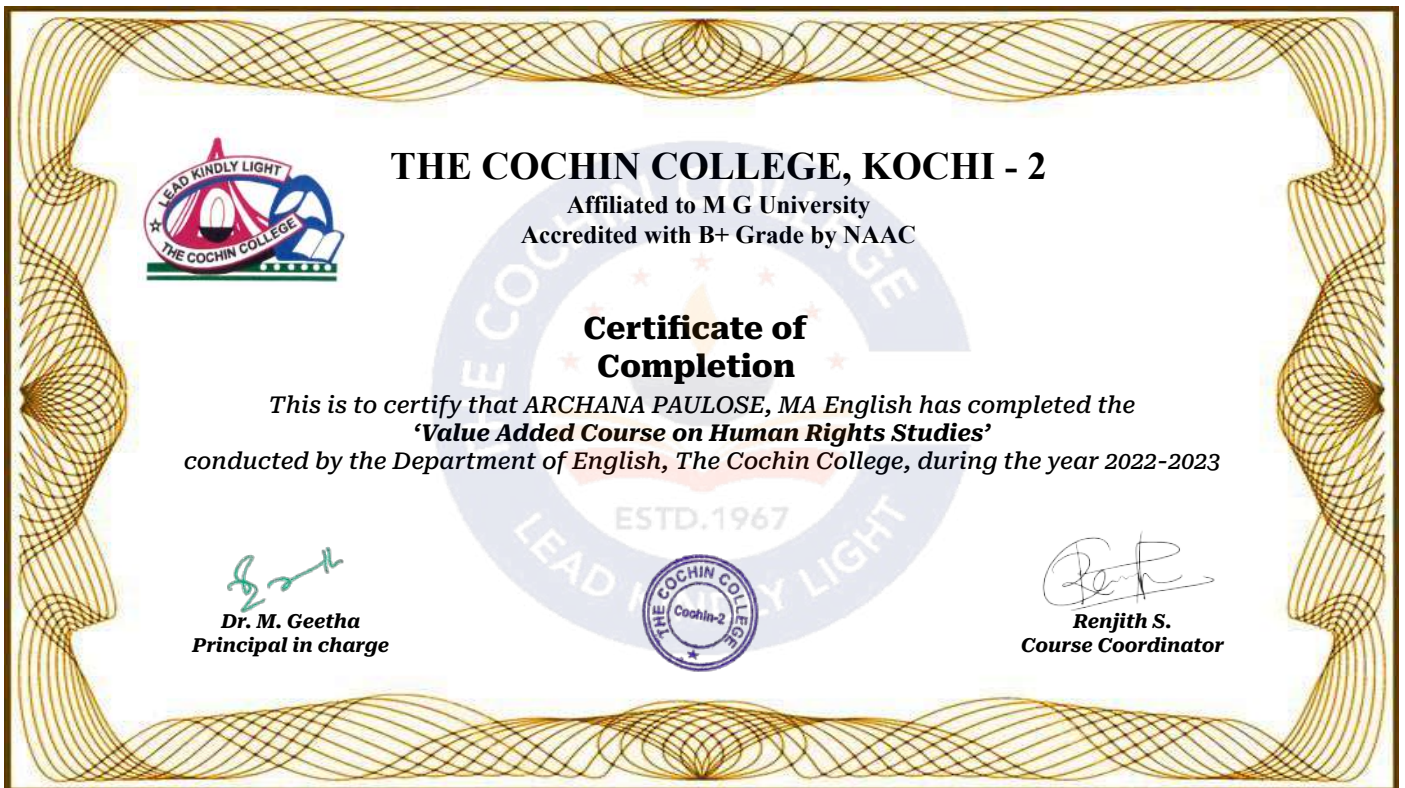 LEAD KINDLY LIGHT
THE COCHIN COLLEGE
THE COCHIN COLLEGE, KOCHI - 2
Affiliated to M G University
Accredited with B+ Grade by NAAC
THE COCHIN COLLEGE
Certificate of
Completion
This is to certify that ARCHANA PAULOSE, MA English has completed the
‘Value Added Course on Human Rights Studies’
conducted by the Department of English, The Cochin College, during the year 2022-2023
ESTD.1967
LEAD KINDLY LIGHT
THE COCHIN COLLEGE
Cochin-2
Dr. M. Geetha
Principal in charge
Renjith S.
Course Coordinator